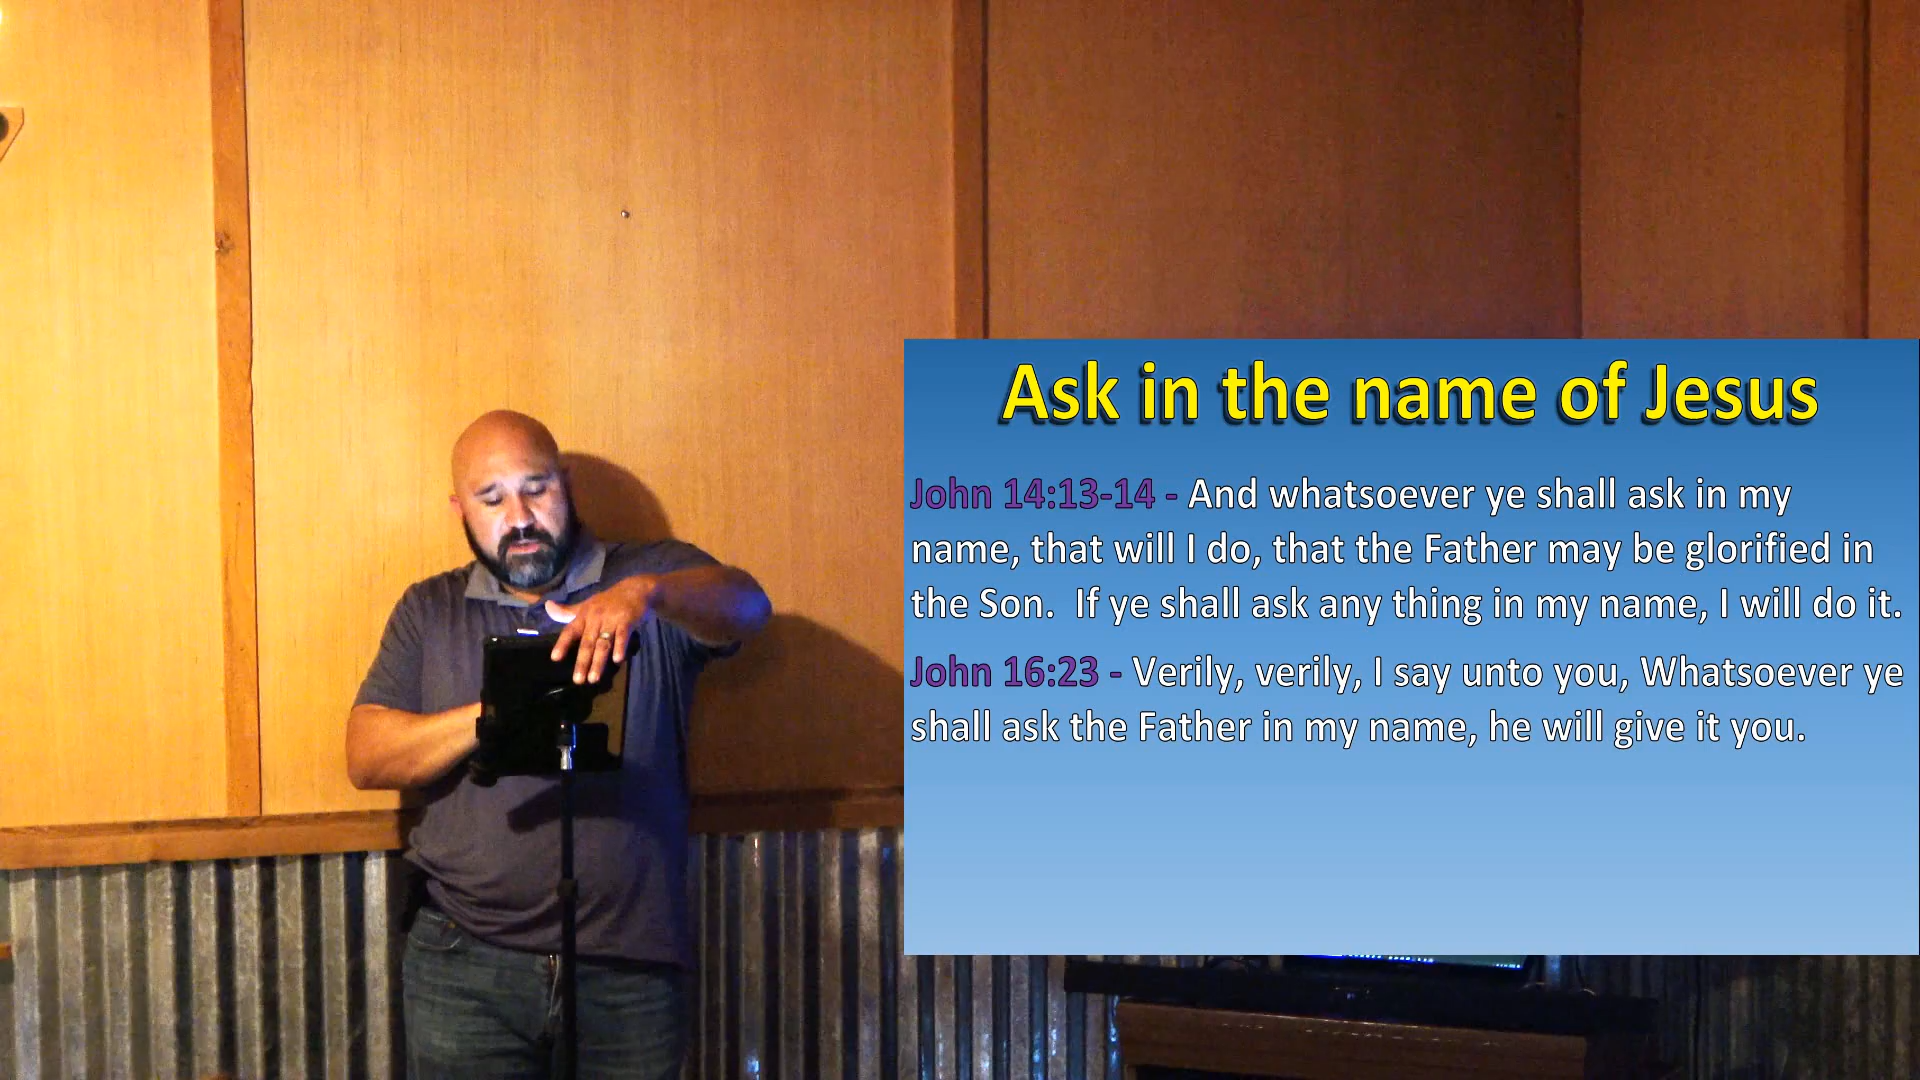 Ask in the name of Jesus
John 14:13-14 - And whatsoever ye shall ask in my
name, that will I do, that the Father may be glorified in
the Son.  If ye shall ask any thing in my name, I will do it.
John 16:23 - Verily, verily, I say unto you, Whatsoever ye
shall ask the Father in my name, he will give it you.